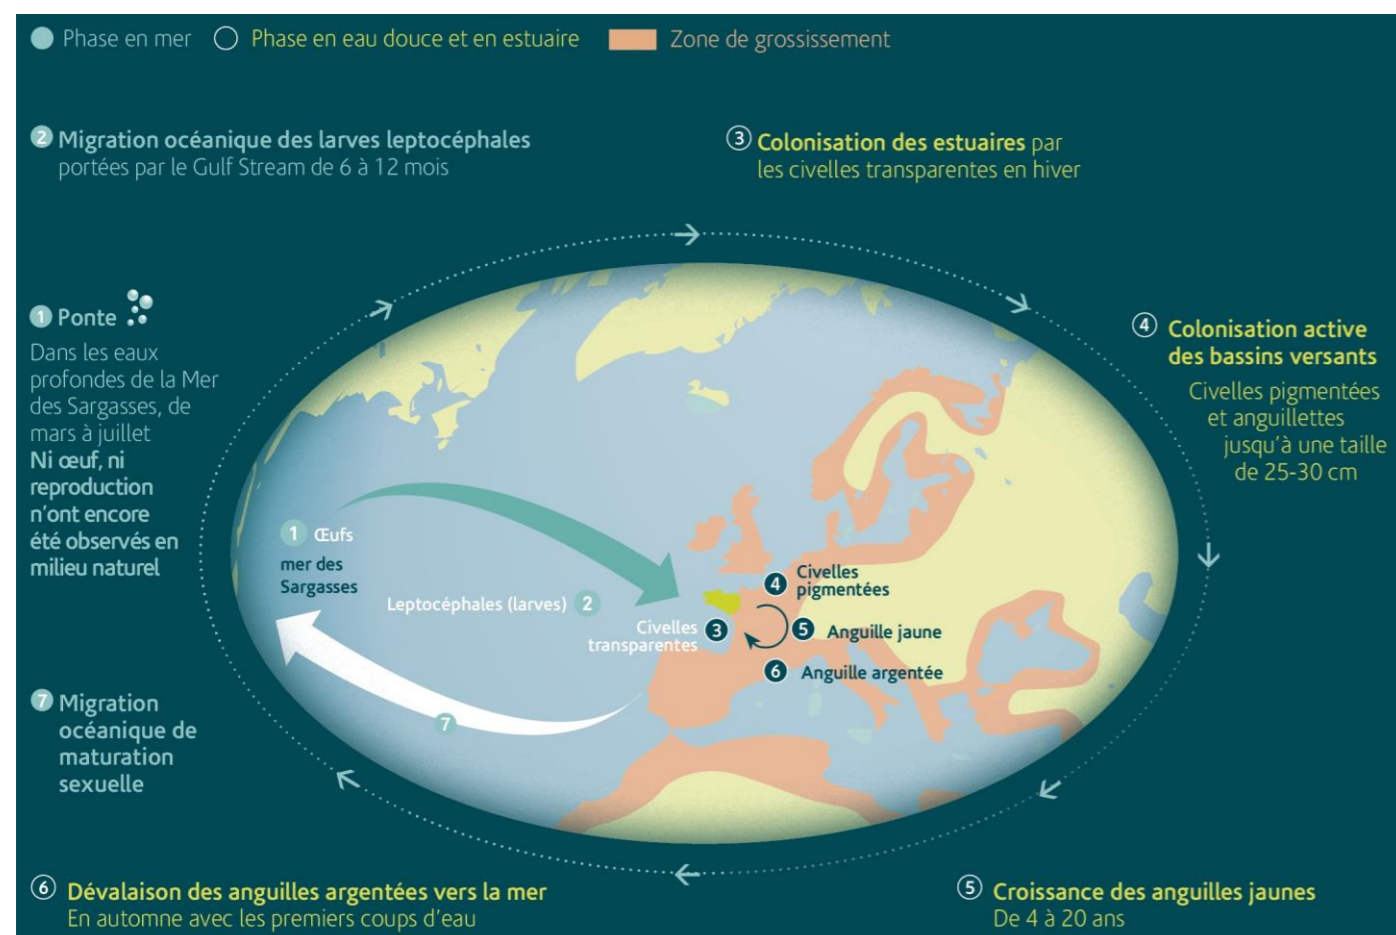 Phase en mer
Phase en eau douce et en estuaire
Zone de grossissement
2 Migration océanique des larves leptocéphales
portées par le Gulf Stream de 6 à 12 mois
3 Colonisation des estuaires par
les civelles transparentes en hiver
1 Ponte
Dans les eaux
profondes de la Mer
des Sargasses, de
mars à juillet
Ni œuf, ni
reproduction
n'ont encore
été observés en
milieu naturel
4 Colonisation active
des bassins versants
Civelles pigmentées
et anguillettes
jusqu'à une taille
de 25-30 cm
1 Œufs
mer des
Sargasses
Leptocéphales (larves) 2
Civelles
transparentes 3
4 Civelles
pigmentées
5 Anguille jaune
6 Anguille argentée
7
7 Migration
océanique de
maturation
sexuelle
6 Dévalaison des anguilles argentées vers la mer
En automne avec les premiers coups d'eau
5 Croissance des anguilles jaunes
De 4 à 20 ans